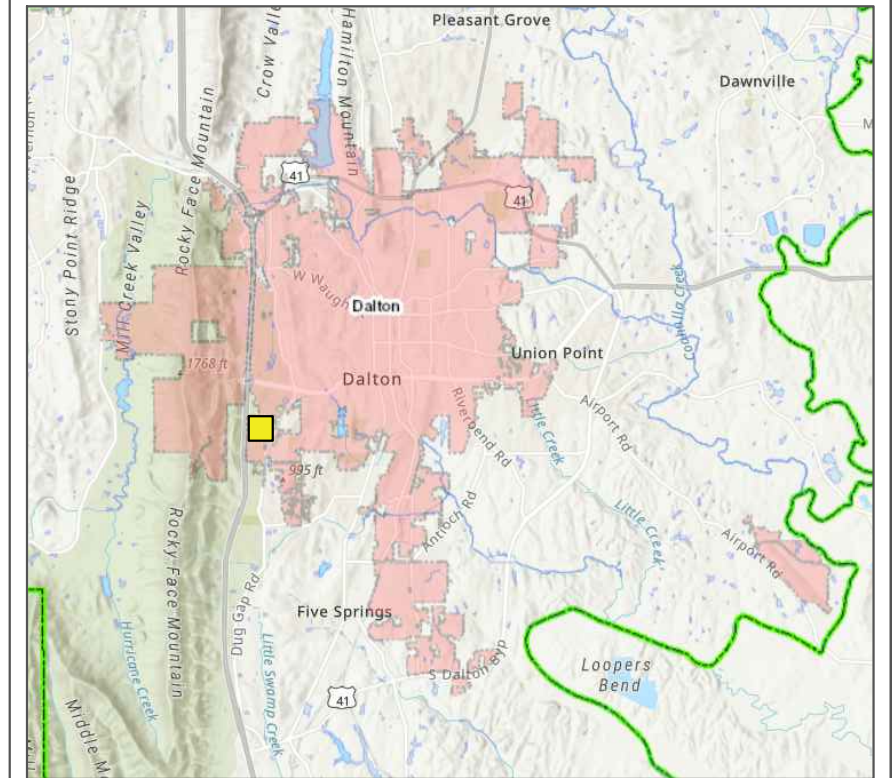 Pleasant Grove
Crow Valle
Hamilton Mountain
Dawnville
Rocky Face Mountain
41
41
Stony Point Ridge
Mill Creek Valley
W Waugh
Dalton
Coahulla Creek
Union Point
1768 ft
Dalton
Riverbend Rd
Little Creek
Airport Rd
995 ft
Antioch Rd
Little Creek
Airport Rd
Rocky Face Mountain
Dug Gap Rd
Five Springs
Hurricane Creek
Little Swamp Creek
S Dalton Byp
Loopers
Bend
41
Middle Mo